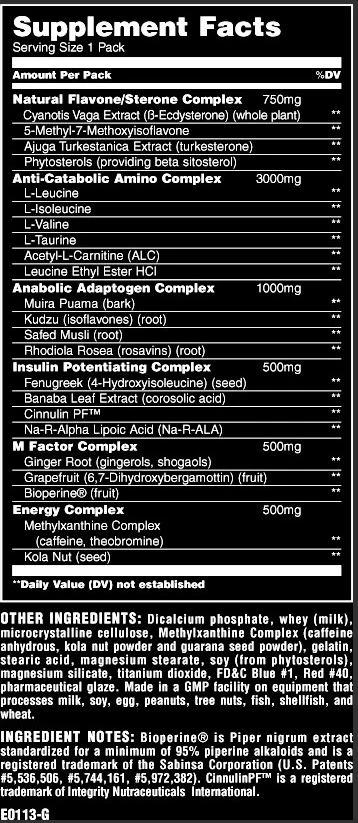 Supplement Facts
Serving Size 1 Pack
Amount Per Pack %DV
Natural Flavone/Sterone Complex 750mg
Cyanotis Vaga Extract (ß-Ecdysterone) (whole plant) **
5-Methyl-7-Methoxyisoflavone **
Ajuga Turkestanica Extract (turkesterone) **
Phytosterols (providing beta sitosterol) **
Anti-Catabolic Amino Complex 3000mg
L-Leucine **
L-Isoleucine **
L-Valine **
L-Taurine **
Acetyl-L-Carnitine (ALC) **
Leucine Ethyl Ester HCl **
Anabolic Adaptogen Complex 1000mg
Muira Puama (bark) **
Kudzu (isoflavones) (root) **
Safed Musli (root) **
Rhodiola Rosea (rosavins) (root) **
Insulin Potentiating Complex 500mg
Fenugreek (4-Hydroxyisoleucine) (seed) **
Banaba Leaf Extract (corosolic acid) **
Cinnulin PF™ **
Na-R-Alpha Lipoic Acid (Na-R-ALA) **
M Factor Complex 500mg
Ginger Root (gingerols, shogaols) **
Grapefruit (6,7-Dihydroxybergamottin) (fruit) **
Bioperine® (fruit) **
Energy Complex 500mg
Methylxanthine Complex
(caffeine, theobromine) **
Kola Nut (seed) **
**Daily Value (DV) not established
OTHER INGREDIENTS: Dicalcium phosphate, whey (milk),
microcrystalline cellulose, Methylxanthine Complex (caffeine
anhydrous, kola nut powder and guarana seed powder), gelatin,
stearic acid, magnesium stearate, soy (from phytosterols),
magnesium silicate, titanium dioxide, FD&C Blue #1, Red #40,
pharmaceutical glaze. Made in a GMP facility on equipment that
processes milk, soy, egg, peanuts, tree nuts, fish, shellfish, and
wheat.
INGREDIENT NOTES: Bioperine® is Piper nigrum extract
standardized for a minimum of 95% piperine alkaloids and is a
registered trademark of the Sabinsa Corporation (U.S. Patents
#5,536,506, #5,744,161, #5,972,382). CinnulinPF™ is a registered
trademark of Integrity Nutraceuticals International.
E0113-G